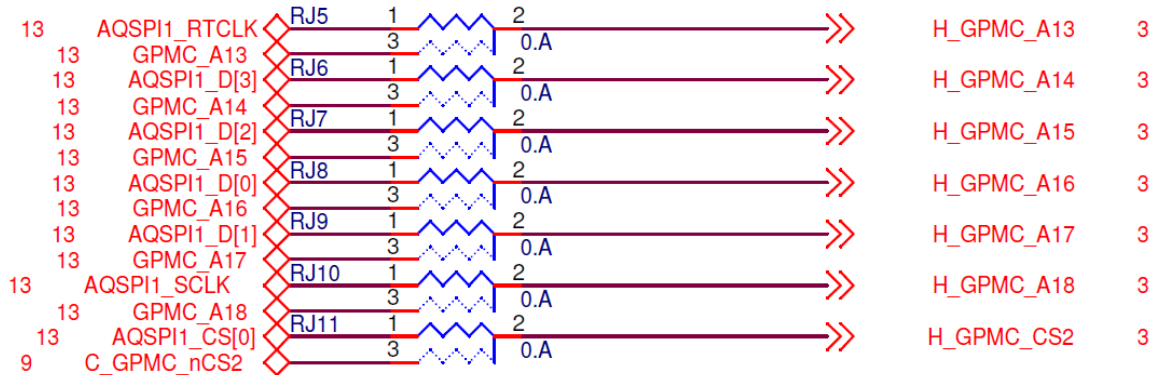 13 AQSPI1_RTCLK RJ5 1 2 H_GPMC_A13 3
13 GPMC_A13 3 0.A
13 AQSPI1_D[3] RJ6 1 2 H_GPMC_A14 3
13 GPMC_A14 3 0.A
13 AQSPI1_D[2] RJ7 1 2 H_GPMC_A15 3
13 GPMC_A15 3 0.A
13 AQSPI1_D[0] RJ8 1 2 H_GPMC_A16 3
13 GPMC_A16 3 0.A
13 AQSPI1_D[1] RJ9 1 2 H_GPMC_A17 3
13 GPMC_A17 3 0.A
13 AQSPI1_SCLK RJ10 1 2 H_GPMC_A18 3
13 GPMC_A18 3 0.A
13 AQSPI1_CS[0] RJ11 1 2 H_GPMC_CS2 3
9 C_GPMC_nCS2 3 0.A